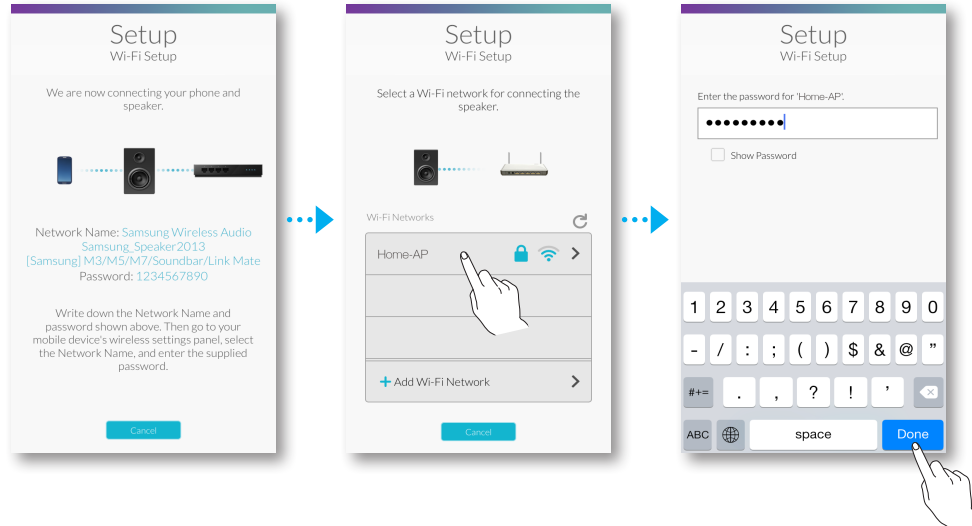 Setup
Wi-Fi Setup
We are now connecting your phone and
speaker.
Network Name: Samsung Wireless Audio
Samsung_Speaker2013
[Samsung] M3/M5/M7/Soundbar/Link Mate
Password: 1234567890
Write down the Network Name and
password shown above. Then go to your
mobile device's wireless settings panel, select
the Network Name, and enter the supplied
password.
Cancel
Setup
Wi-Fi Setup
Select a Wi-Fi network for connecting the
speaker.
Wi-Fi Networks
Home-AP
+ Add Wi-Fi Network
Cancel
Setup
Wi-Fi Setup
Enter the password for 'Home-AP'.
•••••••••
Show Password
1 2 3 4 5 6 7 8 9 0
- / : ; ( ) $ & @ ”
#+= . , ? ! ’
ABC space Done